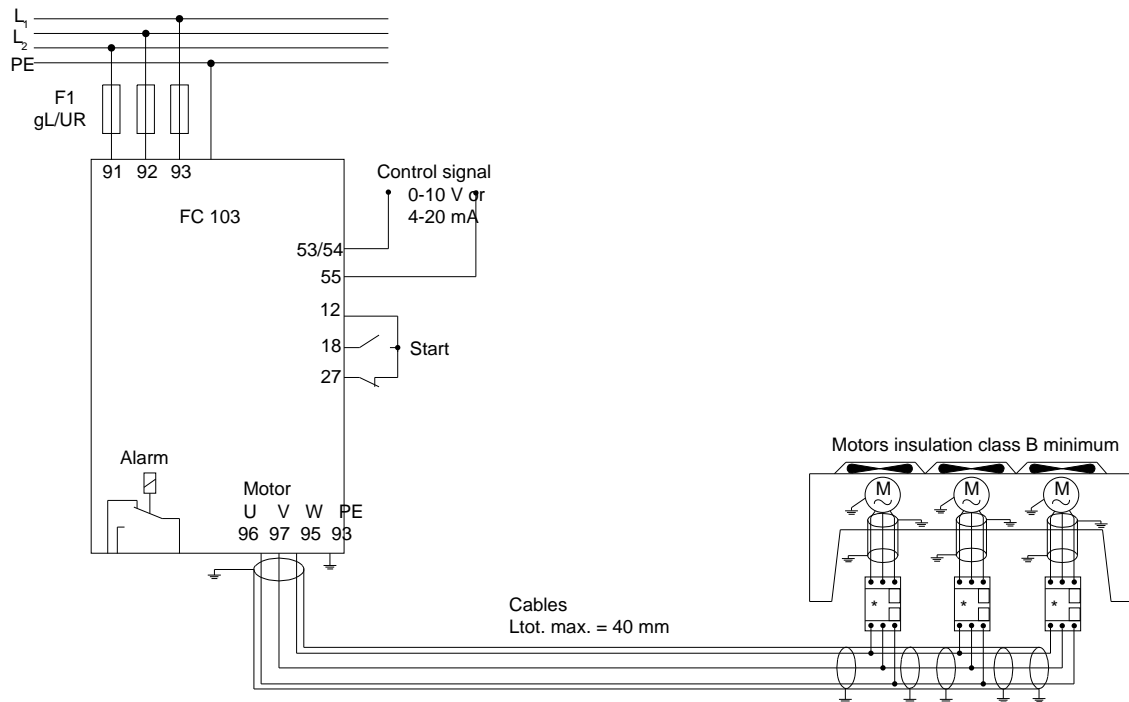 L1
L2
PE
F1
gL/UR
91 92 93
FC 103
Control signal
0-10 V or
4-20 mA
53/54
55
12
18
Start
27
Alarm
Motor
U V W PE
96 97 95 93
Motors insulation class B minimum
M M M
* * *
Cables
Ltot. max. = 40 mm